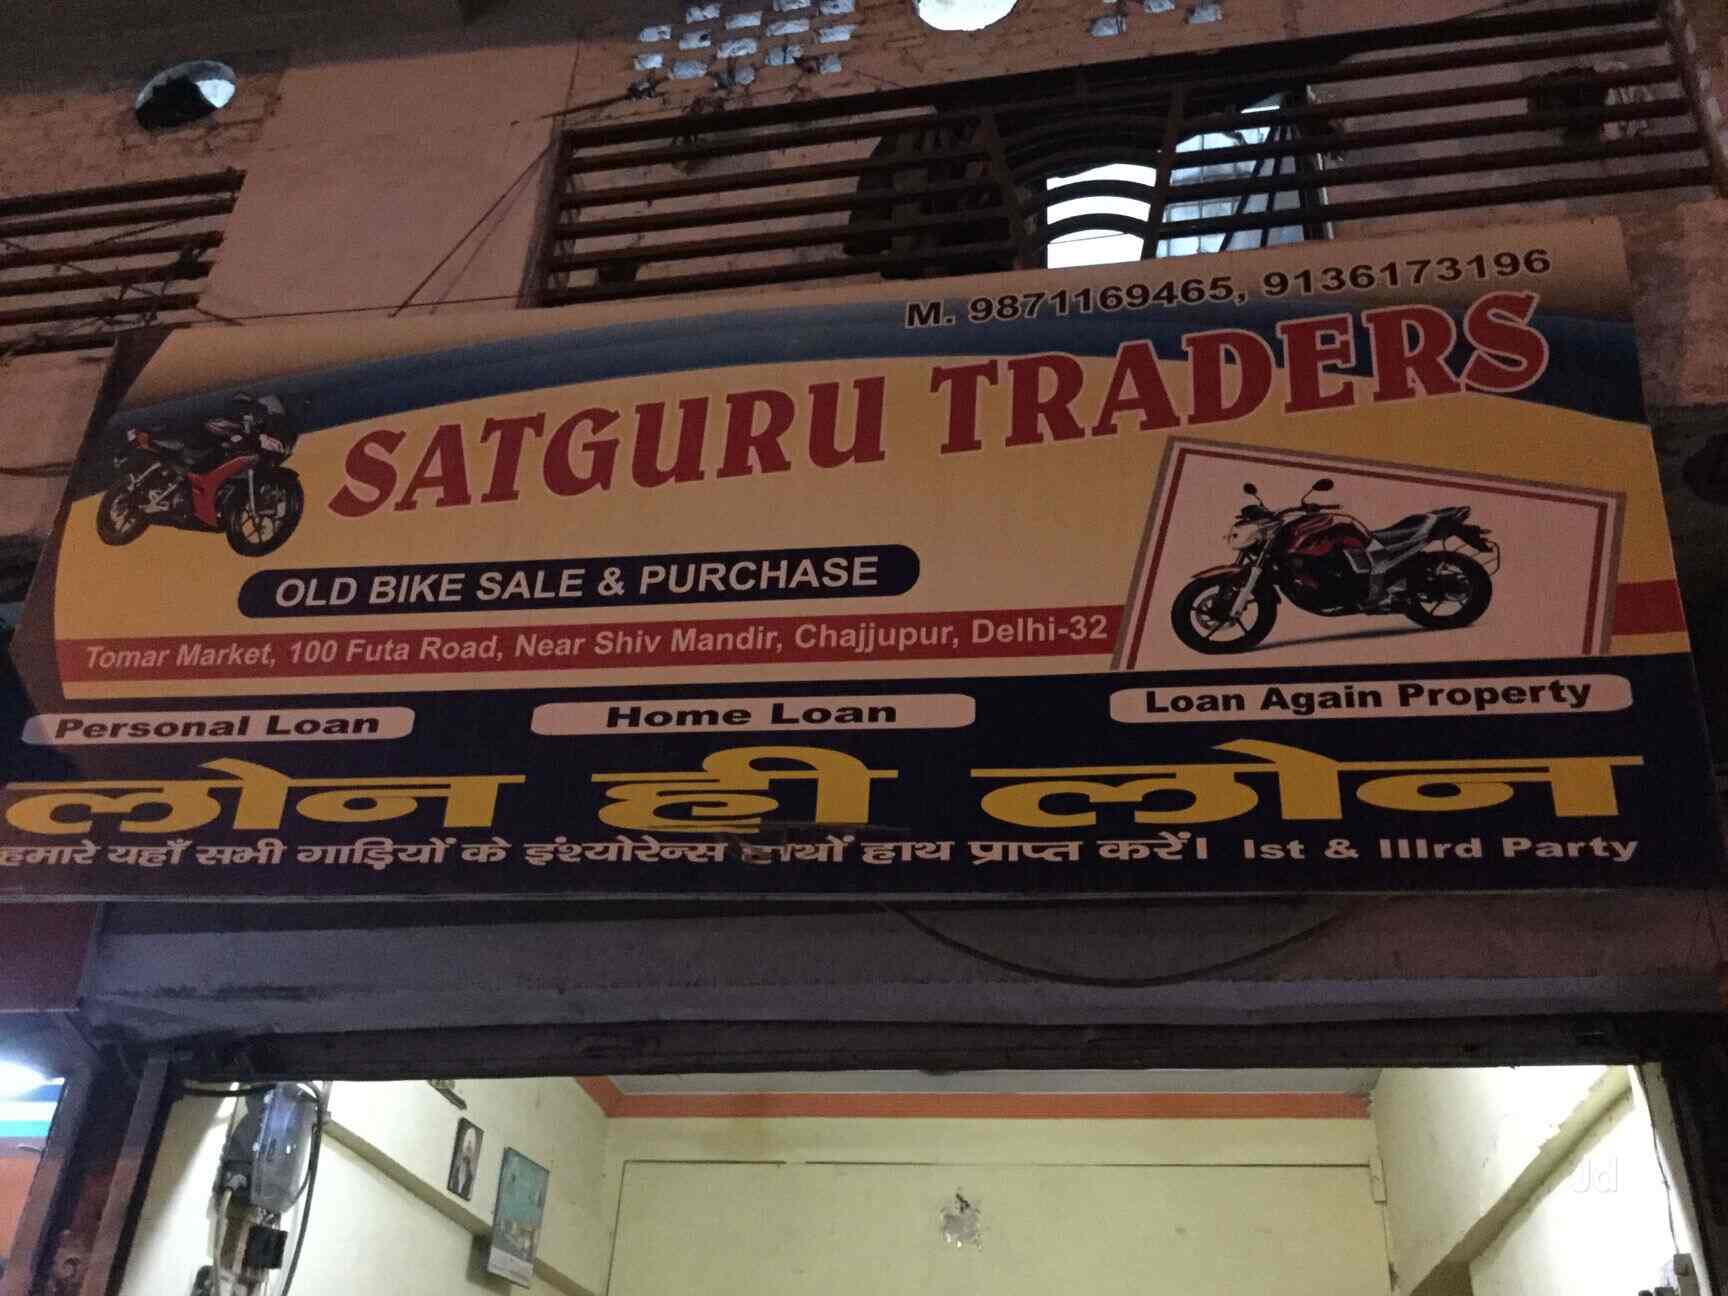 M. 9871169465, 9136173196
SATGURU TRADERS
OLD BIKE SALE & PURCHASE
Tomar Market, 100 Futa Road, Near Shiv Mandir, Chajjupur, Delhi-32
Personal Loan Home Loan Loan Again Property
लोन ही लोन
हमारे यहाँ सभी गाड़ियों के इंश्योरेन्स हाथों हाथ प्राप्त करें। Ist & IIIrd Party
Jd